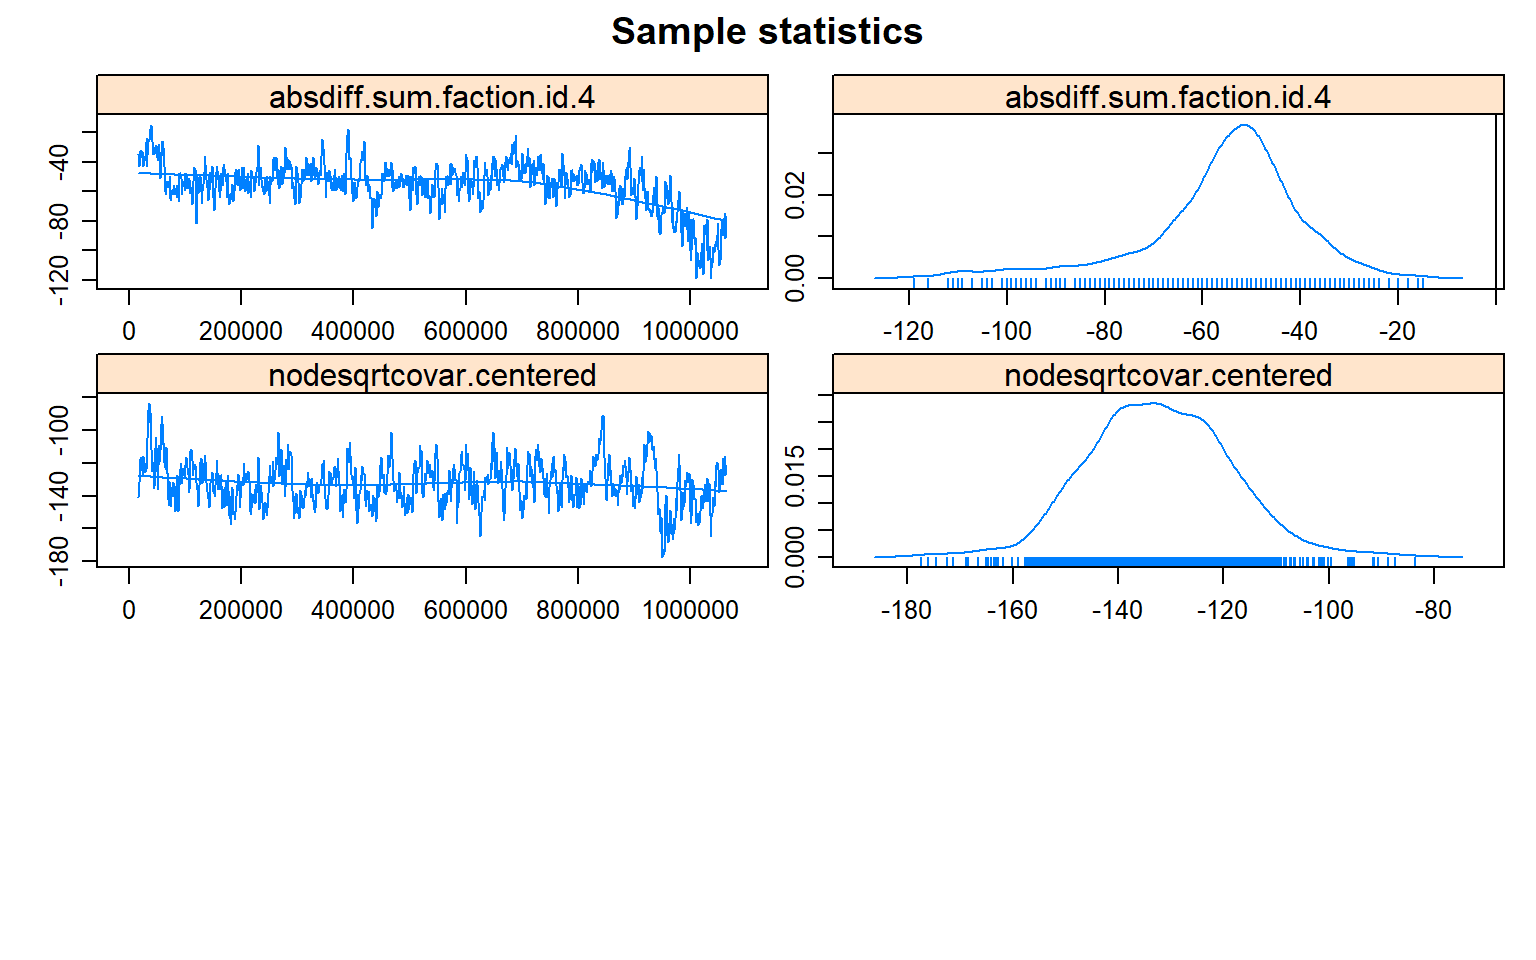 Sample statistics
absdiff.sum.faction.id.4
absdiff.sum.faction.id.4
-40
-80
-120
0 200000 400000 600000 800000 1000000
0.02
0.00
-120 -100 -80 -60 -40 -20
nodesqrtcovar.centered
nodesqrtcovar.centered
-100
-140
-180
0 200000 400000 600000 800000 1000000
0.015
0.000
-180 -160 -140 -120 -100 -80